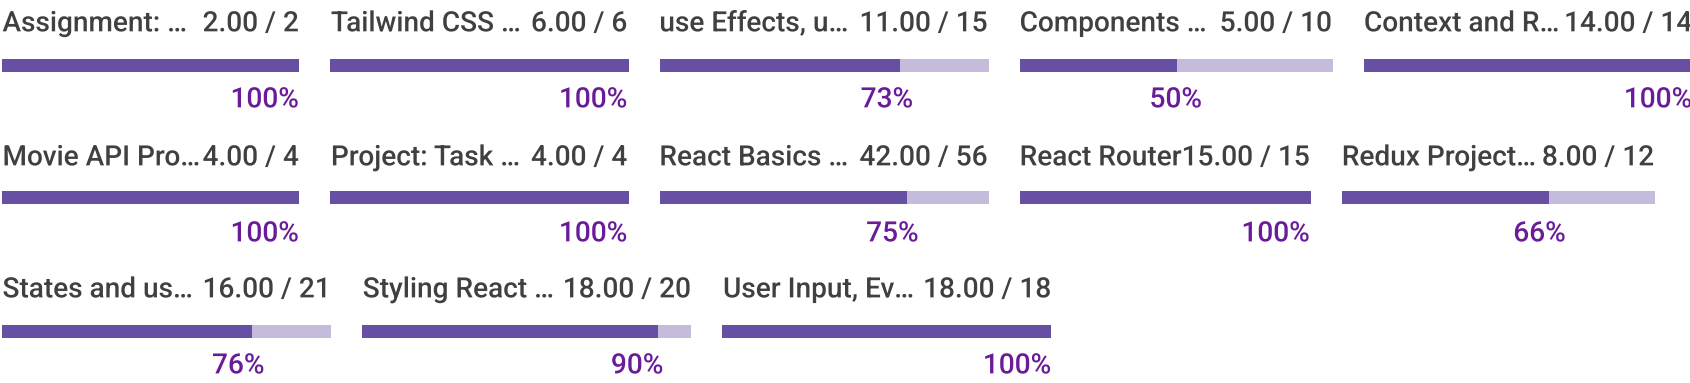 Assignment: ... 2.00 / 2 Tailwind CSS ... 6.00 / 6 use Effects, u... 11.00 / 15 Components ... 5.00 / 10 Context and R... 14.00 / 14
100% 100% 73% 50% 100%
Movie API Pro... 4.00 / 4 Project: Task ... 4.00 / 4 React Basics ... 42.00 / 56 React Router 15.00 / 15 Redux Project... 8.00 / 12
100% 100% 75% 100% 66%
States and us... 16.00 / 21 Styling React ... 18.00 / 20 User Input, Ev... 18.00 / 18
76% 90% 100%